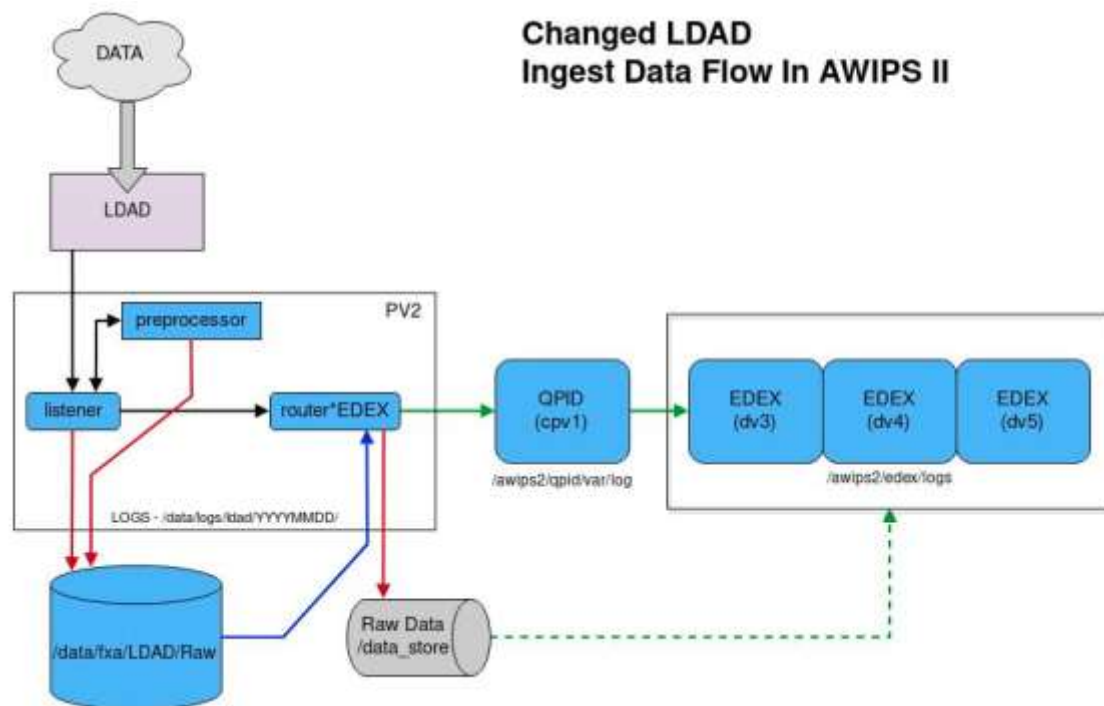 Changed LDAD
Ingest Data Flow In AWIPS II
DATA
LDAD
PV2
preprocessor
listener
router*EDEX
LOGS - /data/logs/ldad/YYYYMMDD/
QPID
(cpv1)
/awips2/qpid/var/log
EDEX
(dv3)
EDEX
(dv4)
EDEX
(dv5)
/awips2/edex/logs
/data/fxa/LDAD/Raw
Raw Data
/data_store